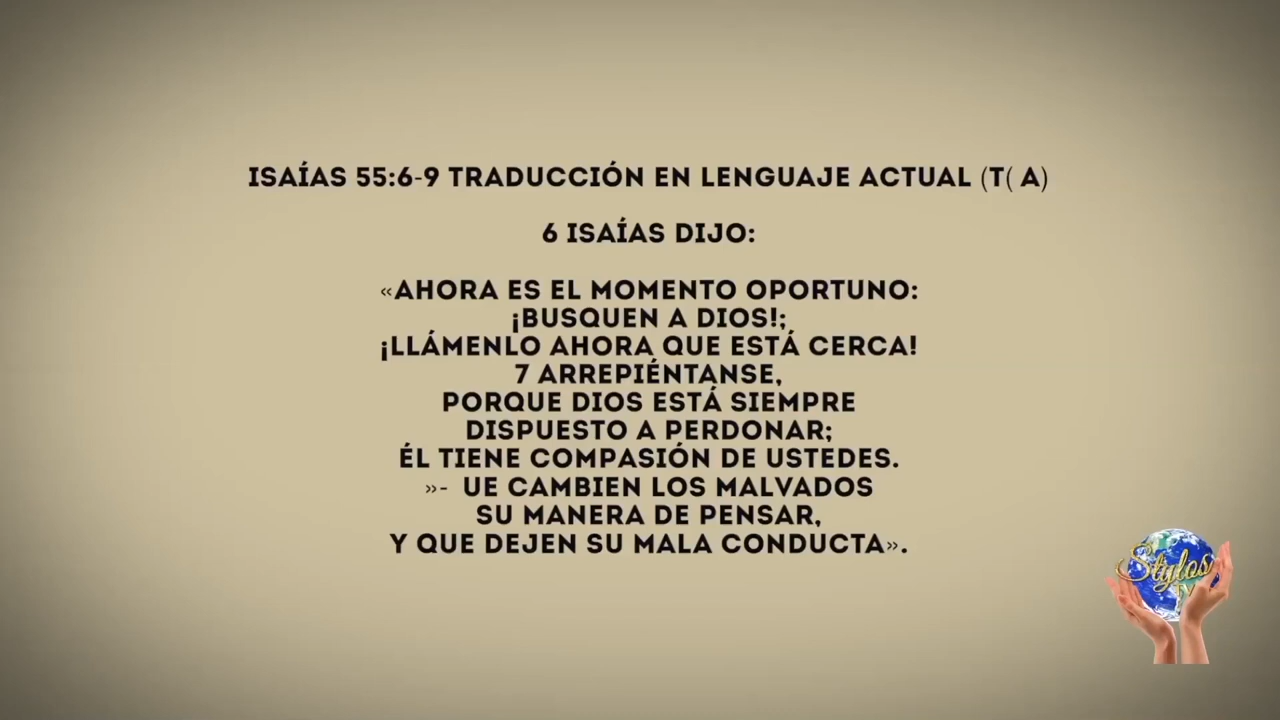 ISAÍAS 55:6-9 TRADUCCIÓN EN LENGUAJE ACTUAL (T( A)
6 ISAÍAS DIJO:
«AHORA ES EL MOMENTO OPORTUNO:
¡BUSQUEN A DIOS!;
¡LLÁMENLO AHORA QUE ESTÁ CERCA!
7 ARREPIÉNTANSE,
PORQUE DIOS ESTÁ SIEMPRE
DISPUESTO A PERDONAR;
ÉL TIENE COMPASIÓN DE USTEDES.
»- UE CAMBIEN LOS MALVADOS
SU MANERA DE PENSAR,
Y QUE DEJEN SU MALA CONDUCTA».
Stylos
TV